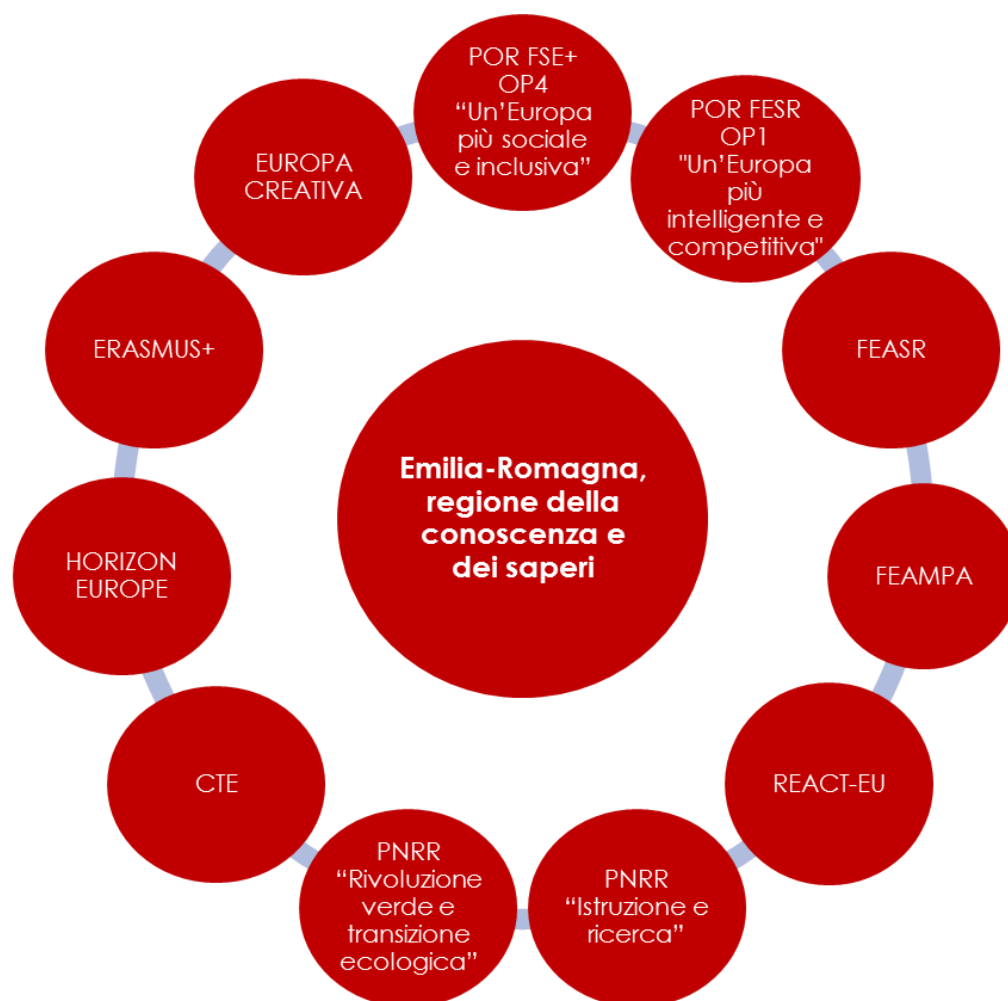 POR FSE+
OP4
“Un’Europa
più sociale
e inclusiva”
POR FESR
OP1
"Un’Europa
più
intelligente e
competitiva"
FEASR
FEAMPA
REACT-EU
PNRR
“Istruzione e
ricerca”
PNRR
“Rivoluzione
verde e
transizione
ecologica”
CTE
HORIZON
EUROPE
ERASMUS+
EUROPA
CREATIVA
Emilia-Romagna,
regione della
conoscenza e
dei saperi